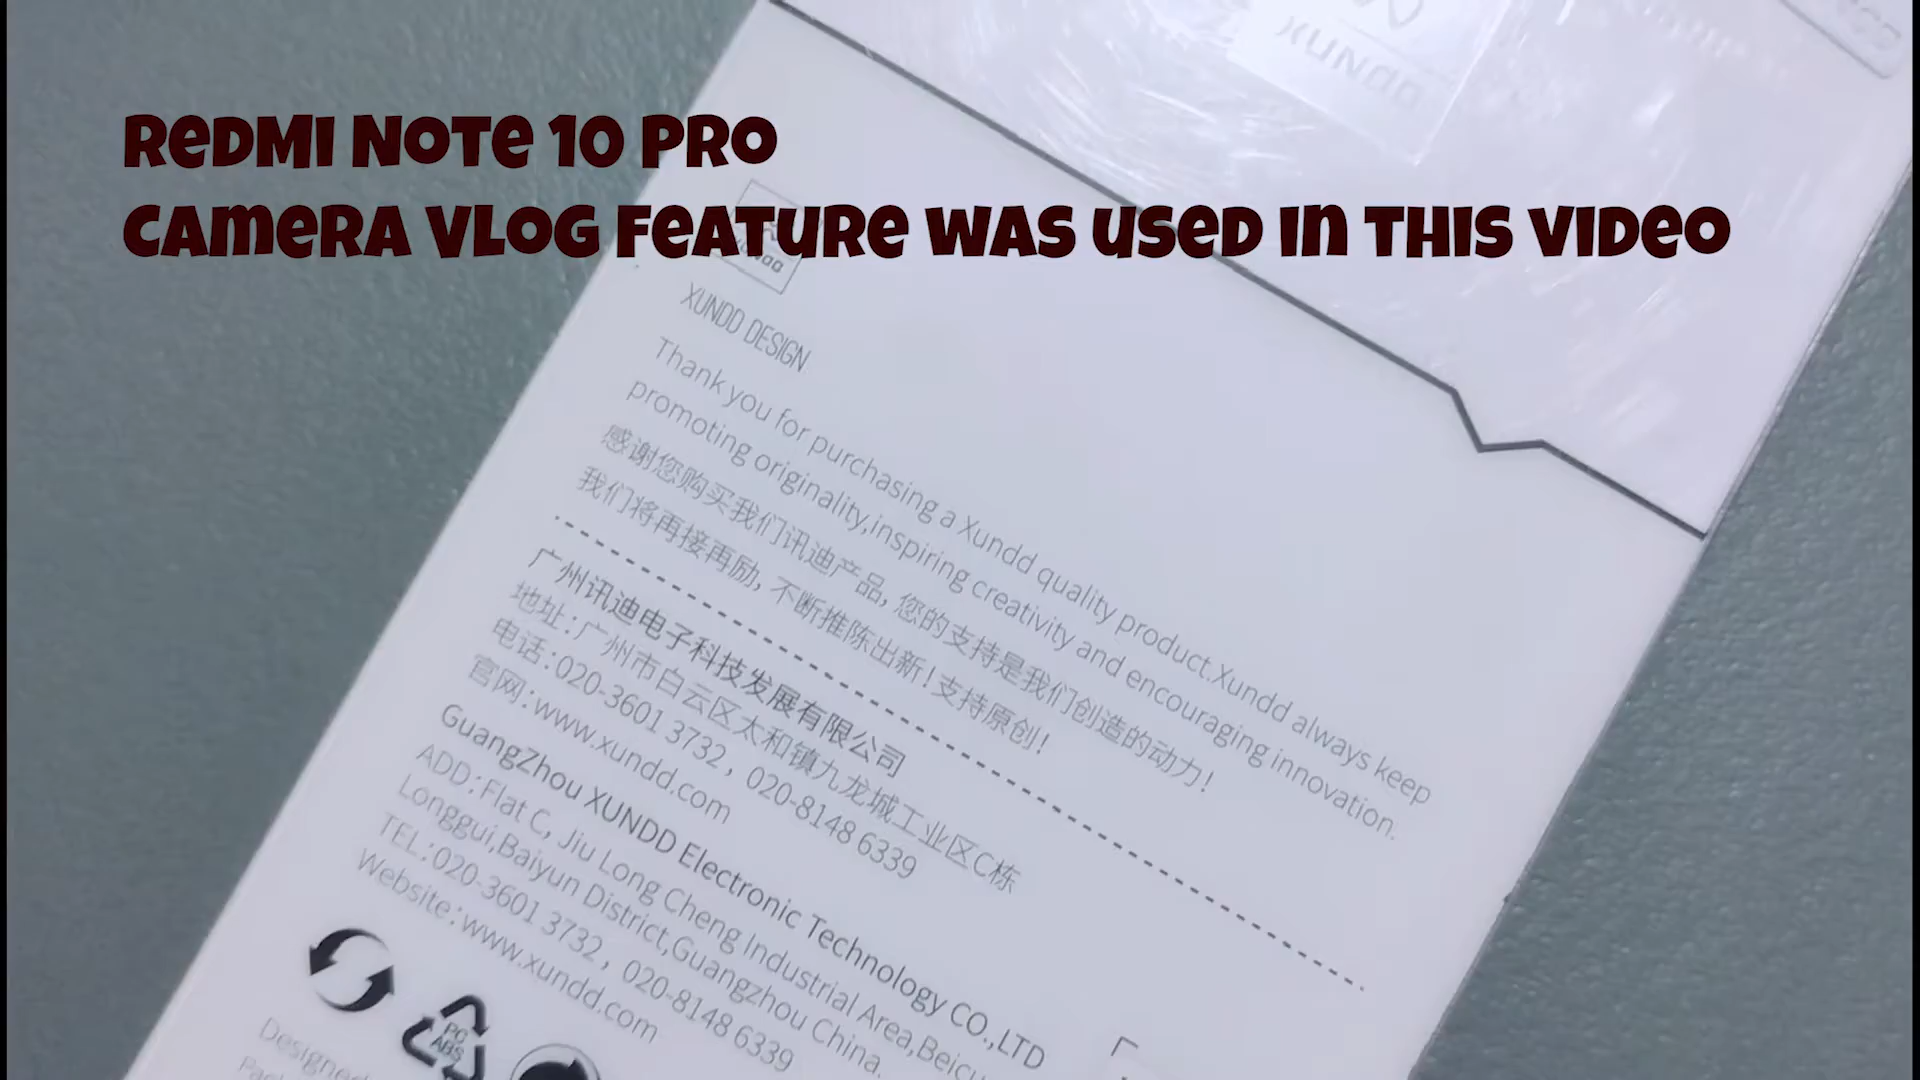 REDMI NOTE 10 PRO
CAMERA VLOG FEATURE WAS USED IN THIS VIDEO
XUNDD
XUNDD DESIGN
Thank you for purchasing a Xundd quality product.Xundd always keep
promoting originality,inspiring creativity and encouraging innovation.
感谢您购买我们讯迪产品, 您的支持是我们创造的动力!
我们将再接再励, 不断推陈出新! 支持原创!
广州讯迪电子科技发展有限公司
地址:广州市白云区太和镇九龙城工业区C栋
电话:020-3601 3732, 020-8148 6339
官网:www.xundd.com
GuangZhou XUNDD Electronic Technology CO.,LTD
ADD:Flat C, Jiu Long Cheng Industrial Area,
Longgui,Baiyun District,Guangzhou China.
TEL:020-3601 3732, 020-8148 6339
Website:www.xundd.com
PG
ABS
Designed